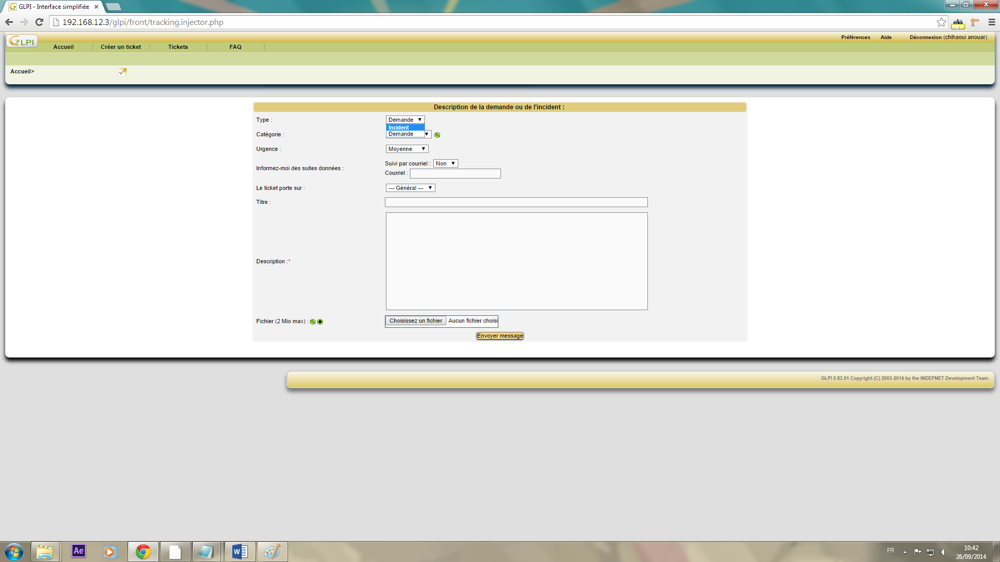 GLPI - Interface simplifiée
192.168.12.3/glpi/front/tracking.injector.php
NEW
GLPI
Préférences Aide Déconnexion (chihaoui anouar)
Accueil Créer un ticket Tickets FAQ
Accueil>
Description de la demande ou de l'incident :
Type : Demande
Incident
Demande
Catégorie :
Urgence : Moyenne
Informez-moi des suites données :
Suivi par courriel : Non
Courriel :
Le ticket porte sur : --- Général ---
Titre :
Description :*
Fichier (2 Mio max) : Choisissez un fichier Aucun fichier choisi
Envoyer message
GLPI 0.83.91 Copyright (C) 2003-2014 by the INDEPNET Development Team.
Ae
W
FR
10:42
26/09/2014